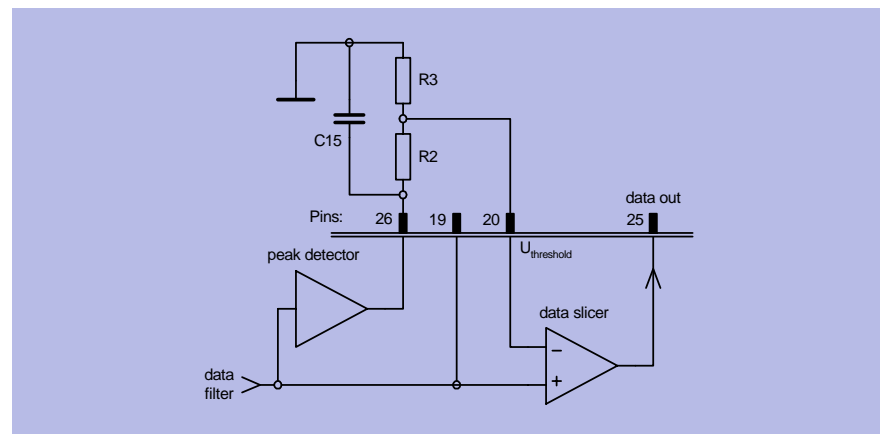 R3
C15
R2
data out
Pins: 26 19 20 25
Uthreshold
peak detector
data slicer
−
+
data
filter